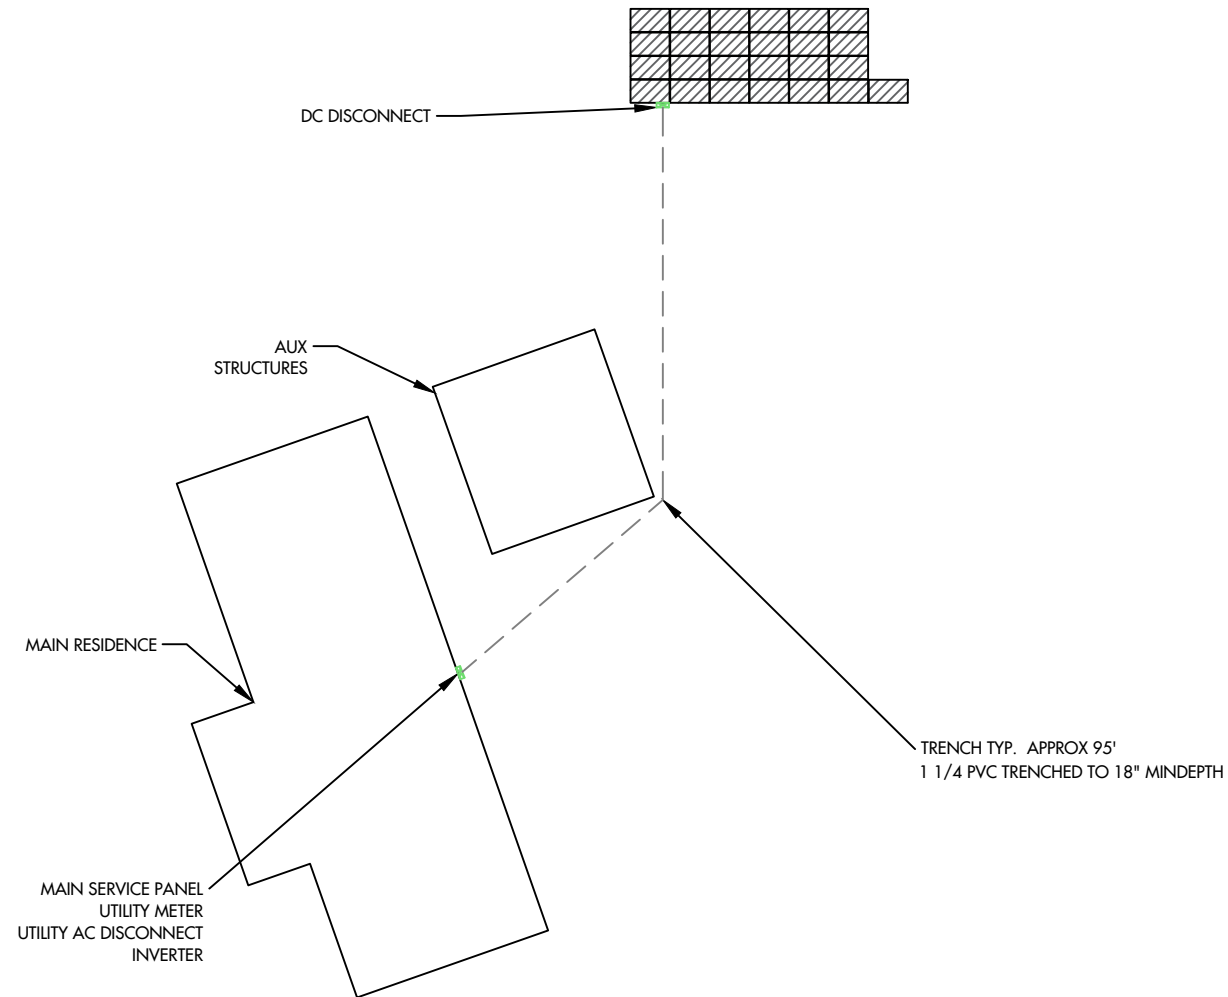 DC DISCONNECT
AUX
STRUCTURES
MAIN RESIDENCE
TRENCH TYP. APPROX 95'
1 1/4 PVC TRENCHED TO 18" MINDEPTH
MAIN SERVICE PANEL
UTILITY METER
UTILITY AC DISCONNECT
INVERTER